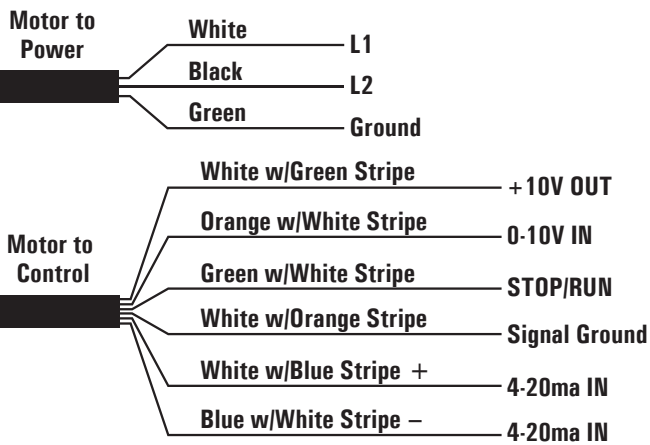 Motor to
Power
White
L1
Black
L2
Green
Ground
Motor to
Control
White w/Green Stripe
+10V OUT
Orange w/White Stripe
0-10V IN
Green w/White Stripe
STOP/RUN
White w/Orange Stripe
Signal Ground
White w/Blue Stripe +
4-20ma IN
Blue w/White Stripe –
4-20ma IN